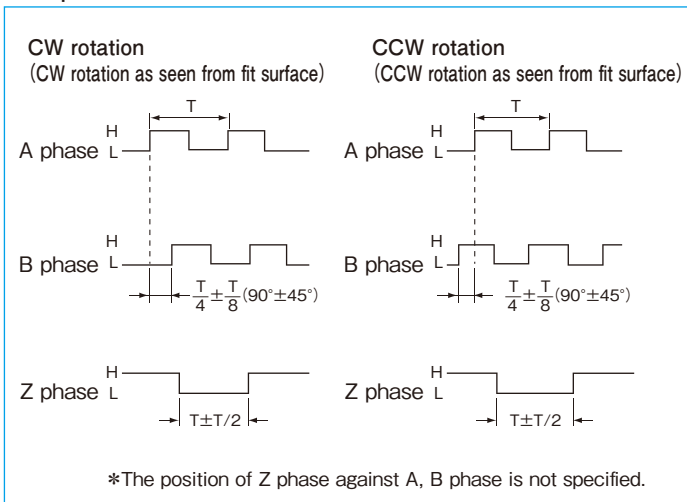 CW rotation
(CW rotation as seen from fit surface)
T
A phase H L
B phase H L
T/4±T/8(90°±45°)
Z phase H L
T±T/2
CCW rotation
(CCW rotation as seen from fit surface)
T
A phase H L
B phase H L
T/4±T/8(90°±45°)
Z phase H L
T±T/2
*The position of Z phase against A, B phase is not specified.